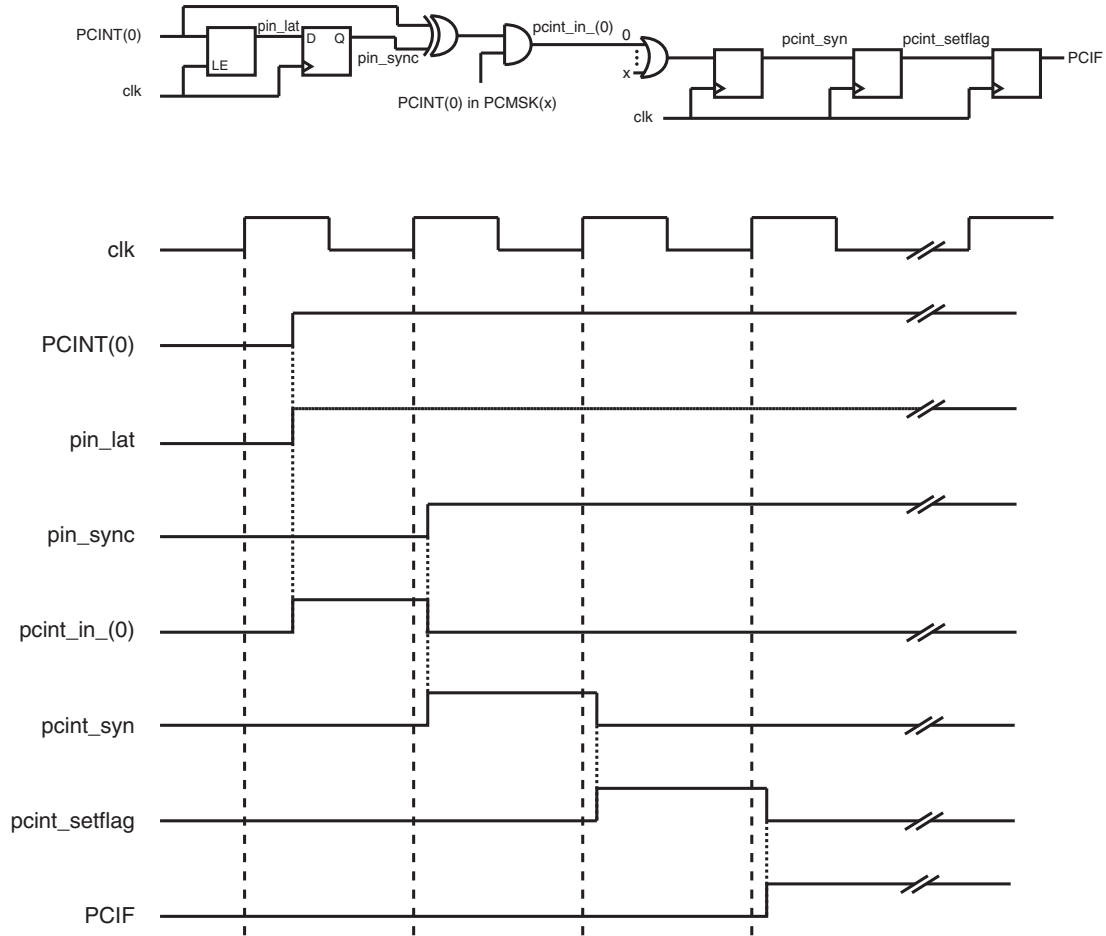 PCINT(0)
pin_lat
D Q
LE
pin_sync
clk
pcint_in_(0)
0
x
PCINT(0) in PCMSK(x)
clk
pcint_syn
pcint_setflag
PCIF
clk
PCINT(0)
pin_lat
pin_sync
pcint_in_(0)
pcint_syn
pcint_setflag
PCIF